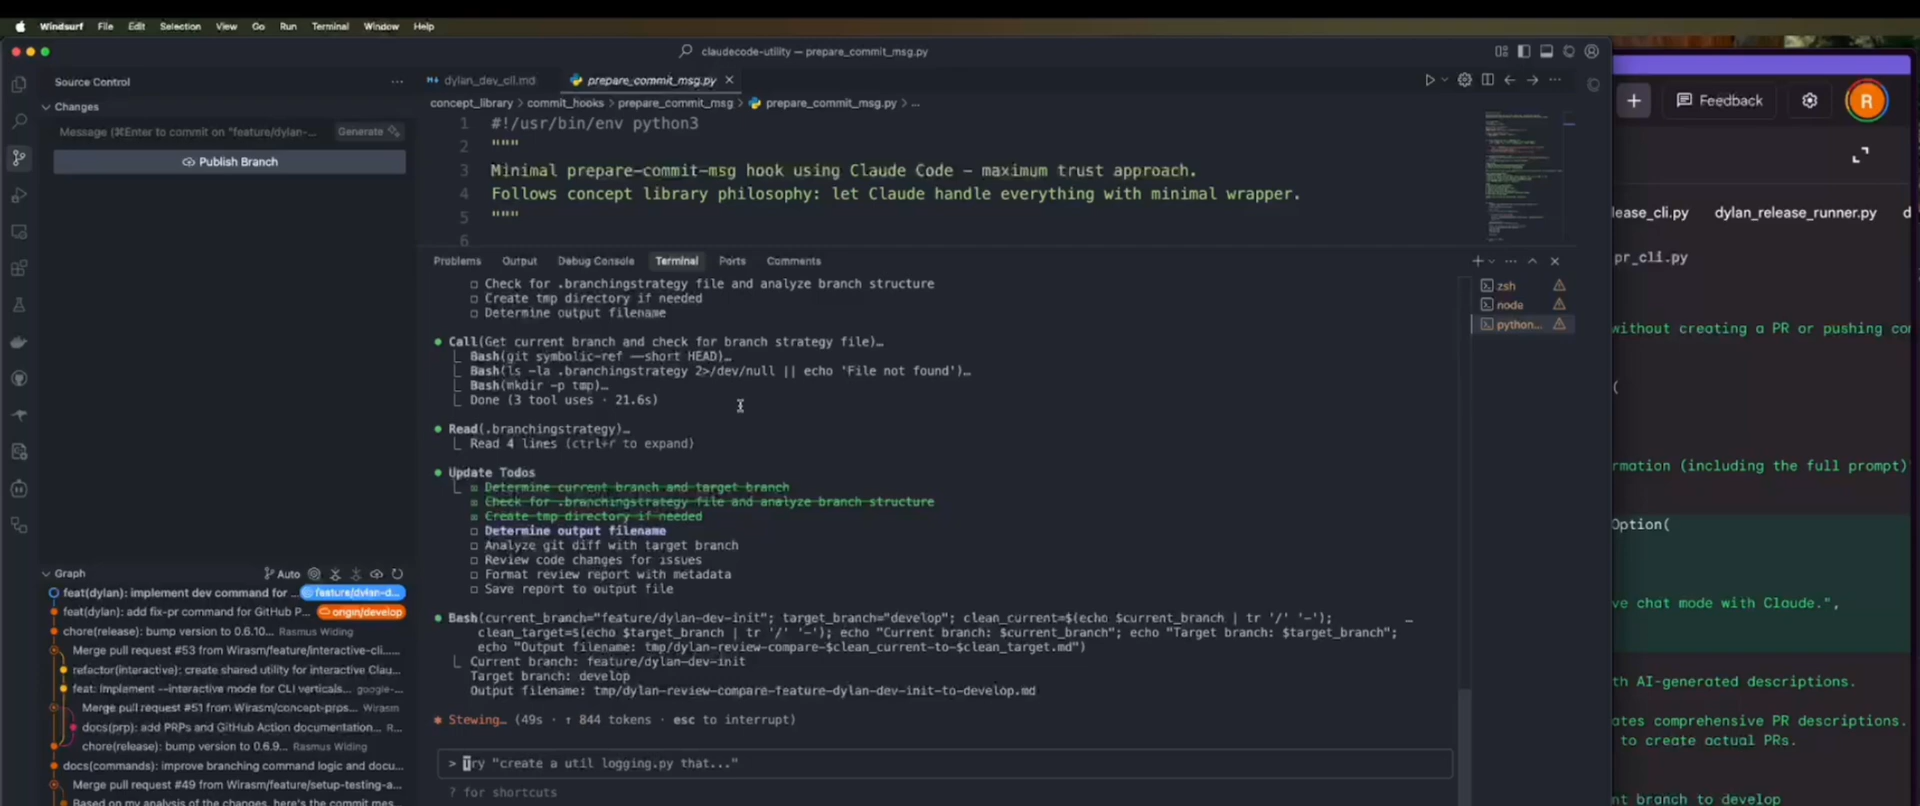 Windsurf File Edit Selection View Go Run Terminal Window Help
claudecode-utility — prepare_commit_msg.py
Source Control
Changes
Message (⌘Enter to commit on "feature/dylan-...
Generate
Publish Branch
dylan_dev_cli.md
prepare_commit_msg.py
concept_library > commit_hooks > prepare_commit_msg > prepare_commit_msg.py > ...
1 #!/usr/bin/env python3
2 """
3 Minimal prepare-commit-msg hook using Claude Code - maximum trust approach.
4 Follows concept library philosophy: let Claude handle everything with minimal wrapper.
5 """
6
Problems Output Debug Console Terminal Ports Comments
zsh
node
python...
Check for .branchingstrategy file and analyze branch structure
Create tmp directory if needed
Determine output filename
Call(Get current branch and check for branch strategy file)…
Bash(git symbolic-ref --short HEAD)…
Bash(ls -la .branchingstrategy 2>/dev/null || echo 'File not found')…
Bash(mkdir -p tmp)…
Done (3 tool uses · 21.6s)
Read(.branchingstrategy)…
Read 4 lines (ctrl+r to expand)
Update Todos
Determine current branch and target branch
Check for .branchingstrategy file and analyze branch structure
Create tmp directory if needed
Determine output filename
Analyze git diff with target branch
Review code changes for issues
Format review report with metadata
Save report to output file
Bash(current_branch="feature/dylan-dev-init"; target_branch="develop"; clean_current=$(echo $current_branch | tr '/' '-'); …
clean_target=$(echo $target_branch | tr '/' '-'); echo "Current branch: $current_branch"; echo "Target branch: $target_branch";
echo "Output filename: tmp/dylan-review-compare-$clean_current-to-$clean_target.md")
Current branch: feature/dylan-dev-init
Target branch: develop
Output filename: tmp/dylan-review-compare-feature-dylan-dev-init-to-develop.md
Stewing… (49s · ↑ 844 tokens · esc to interrupt)
> Try "create a util logging.py that..."
? for shortcuts
Graph
Auto
feat(dylan): implement dev command for ... feature/dylan-d...
feat(dylan): add fix-pr command for GitHub P... origin/develop
chore(release): bump version to 0.6.10... Rasmus Widing
Merge pull request #53 from Wirasm/feature/interactive-cli....
refactor(interactive): create shared utility for interactive Clau...
feat: Implement --interactive mode for CLI verticals... google-...
Merge pull request #51 from Wirasm/concept-prps... Wirasm
docs(prp): add PRPs and GitHub Action documentation... R...
chore(release): bump version to 0.6.9... Rasmus Widing
docs(commands): improve branching command logic and docu...
Merge pull request #49 from Wirasm/feature/setup-testing-a...
Based on my analysis of the changes, here's the commit mes...
Feedback
R
lease_cli.py dylan_release_runner.py d
pr_cli.py
without creating a PR or pushing co
(
rmation (including the full prompt)
Option(
ve chat mode with Claude.",
th AI-generated descriptions.
ates comprehensive PR descriptions.
to create actual PRs.
nt branch to develop